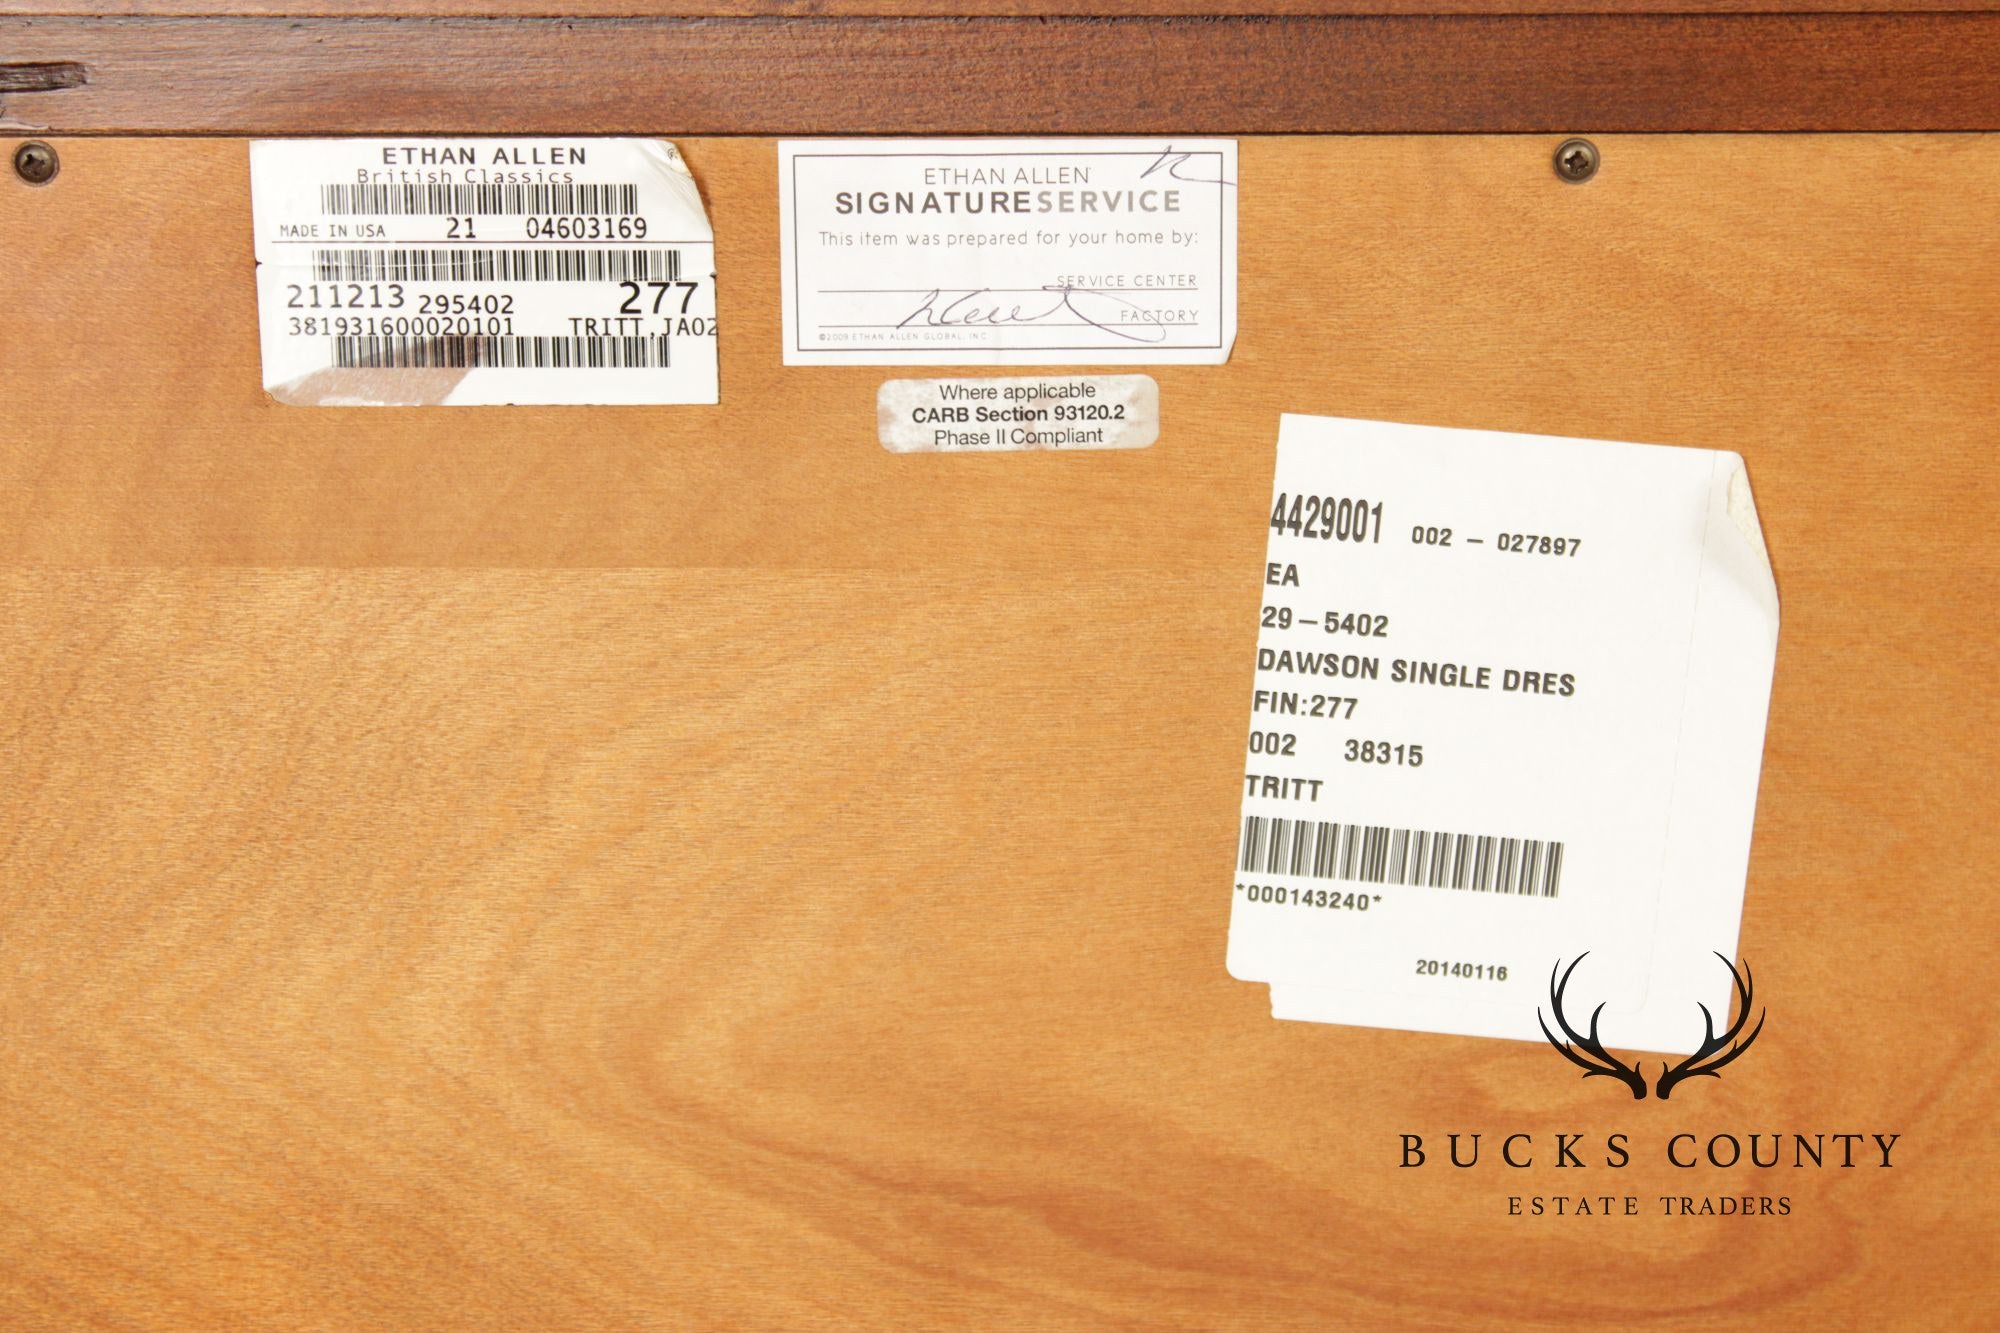 ETHAN ALLEN ®
British Classics
MADE IN USA 21 04603169
211213 295402 277
381931600020101 TRITT,JA02
ETHAN ALLEN®
SIGNATURESERVICE
This item was prepared for your home by:
SERVICE CENTER
FACTORY
©2009 ETHAN ALLEN GLOBAL, INC.
Where applicable
CARB Section 93120.2
Phase II Compliant
4429001 002 – 027897
EA
29–5402
DAWSON SINGLE DRES
FIN:277
002 38315
TRITT
*000143240*
20140116
BUCKS COUNTY
ESTATE TRADERS